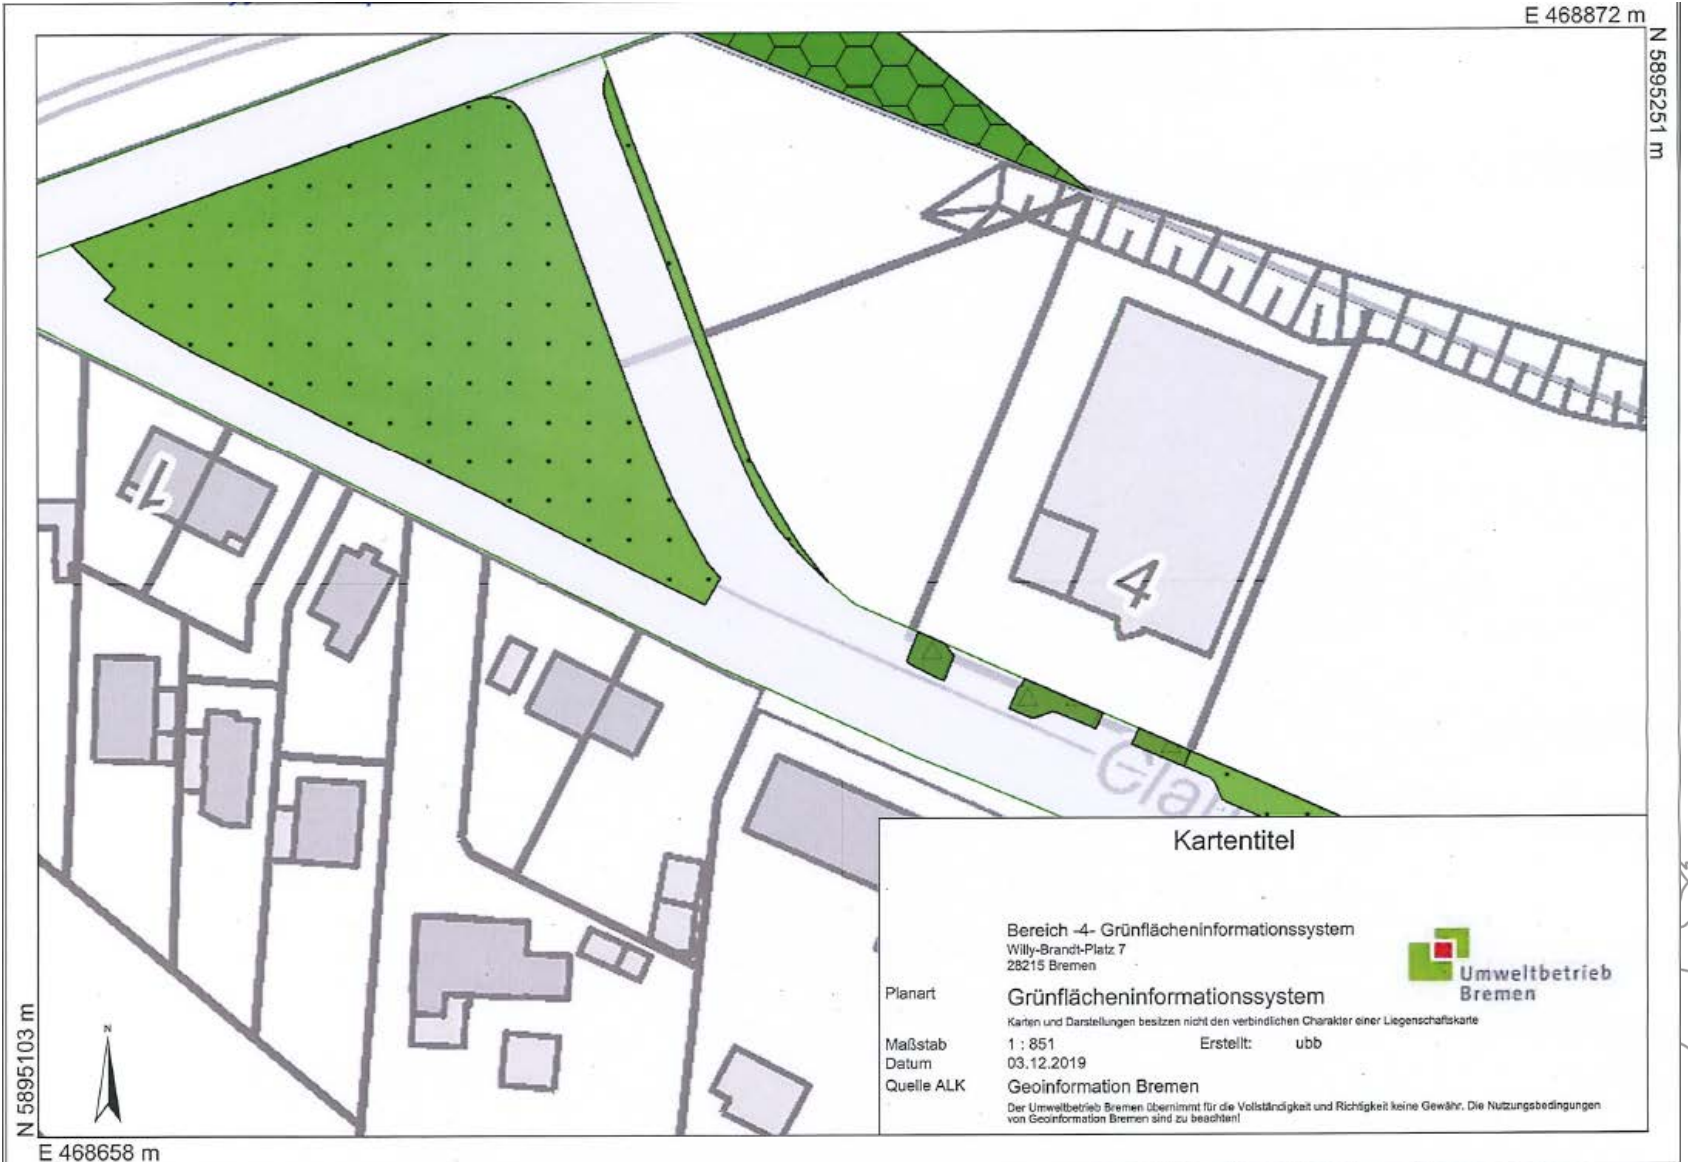 E 468872 m
N 5895251 m
1
4
Kartentitel
Bereich -4- Grünflächeninformationssystem
Willy-Brandt-Platz 7
28215 Bremen
Umweltbetrieb
Bremen
Planart Grünflächeninformationssystem
Karten und Darstellungen besitzen nicht den verbindlichen Charakter einer Liegenschaftskarte
Maßstab 1 : 851 Erstellt: ubb
Datum 03.12.2019
Quelle ALK Geoinformation Bremen
Der Umweltbetrieb Bremen übernimmt für die Vollständigkeit und Richtigkeit keine Gewähr. Die Nutzungsbedingungen
von Geoinformation Bremen sind zu beachten!
N
N 5895103 m
E 468658 m